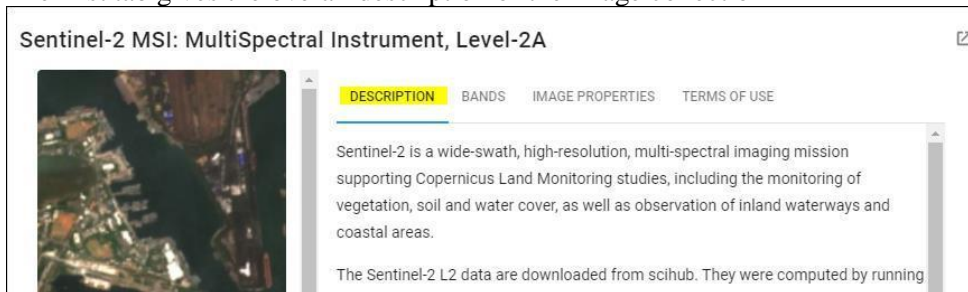 Sentinel-2 MSI: MultiSpectral Instrument, Level-2A
DESCRIPTION BANDS IMAGE PROPERTIES TERMS OF USE
Sentinel-2 is a wide-swath, high-resolution, multi-spectral imaging mission
supporting Copernicus Land Monitoring studies, including the monitoring of
vegetation, soil and water cover, as well as observation of inland waterways and
coastal areas.
The Sentinel-2 L2 data are downloaded from scihub. They were computed by running